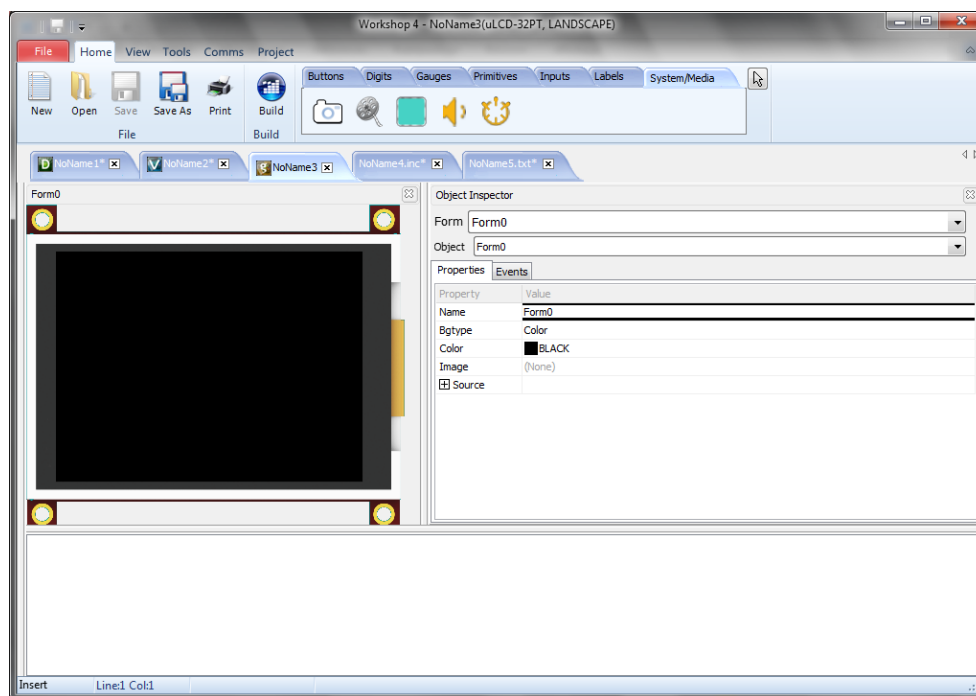 Workshop 4 - NoName3(uLCD-32PT, LANDSCAPE)
File Home View Tools Comms Project
Buttons Digits Gauges Primitives Inputs Labels System/Media
New Open Save Save As Print Build
File Build
D NoName1* V NoName2* g NoName3 NoName4.inc* NoName5.txt*
Form0
Object Inspector
Form Form0
Object Form0
Properties Events
Property Value
Name Form0
Bgtype Color
Color BLACK
Image (None)
Source
Insert Line:1 Col:1